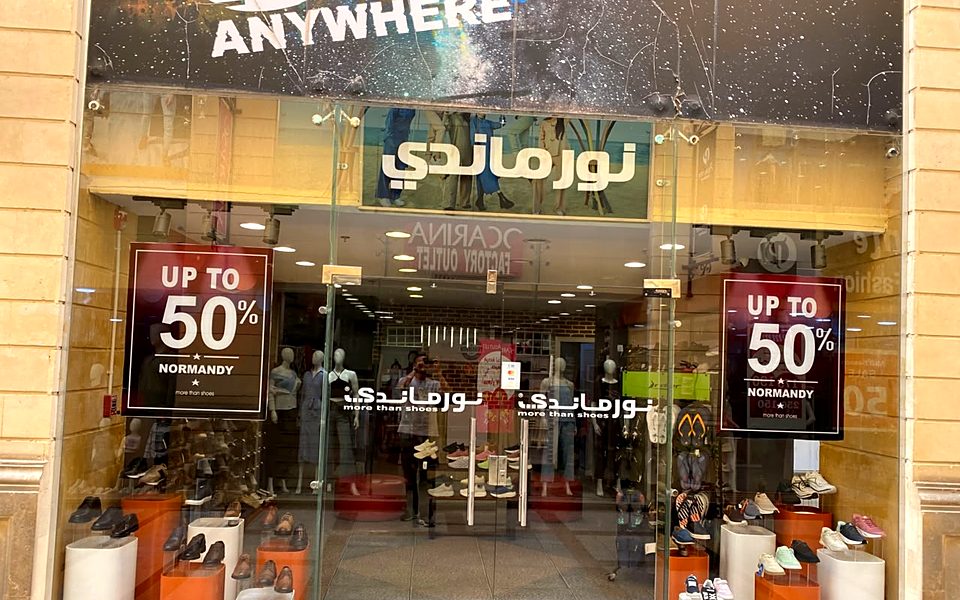 ANYWHERE
نورماندي
CARINA
FACTORY OUTLET
UP TO
50%
NORMANDY
more than shoes
UP TO
50%
NORMANDY
more than shoes
نورماندي
more than shoes
نورماندي
more than shoes